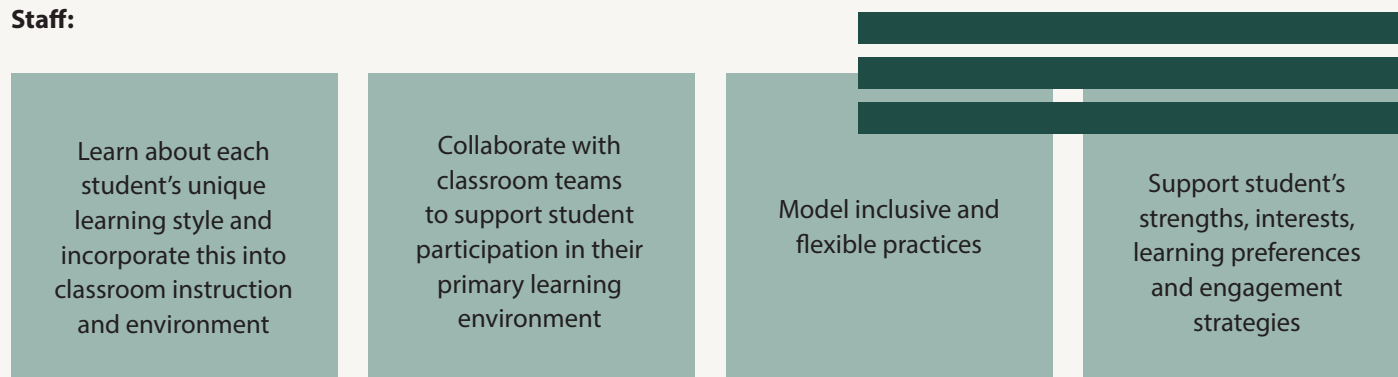 Staff:
Learn about each
student’s unique
learning style and
incorporate this into
classroom instruction
and environment
Collaborate with
classroom teams
to support student
participation in their
primary learning
environment
Model inclusive and
flexible practices
Support student’s
strengths, interests,
learning preferences
and engagement
strategies